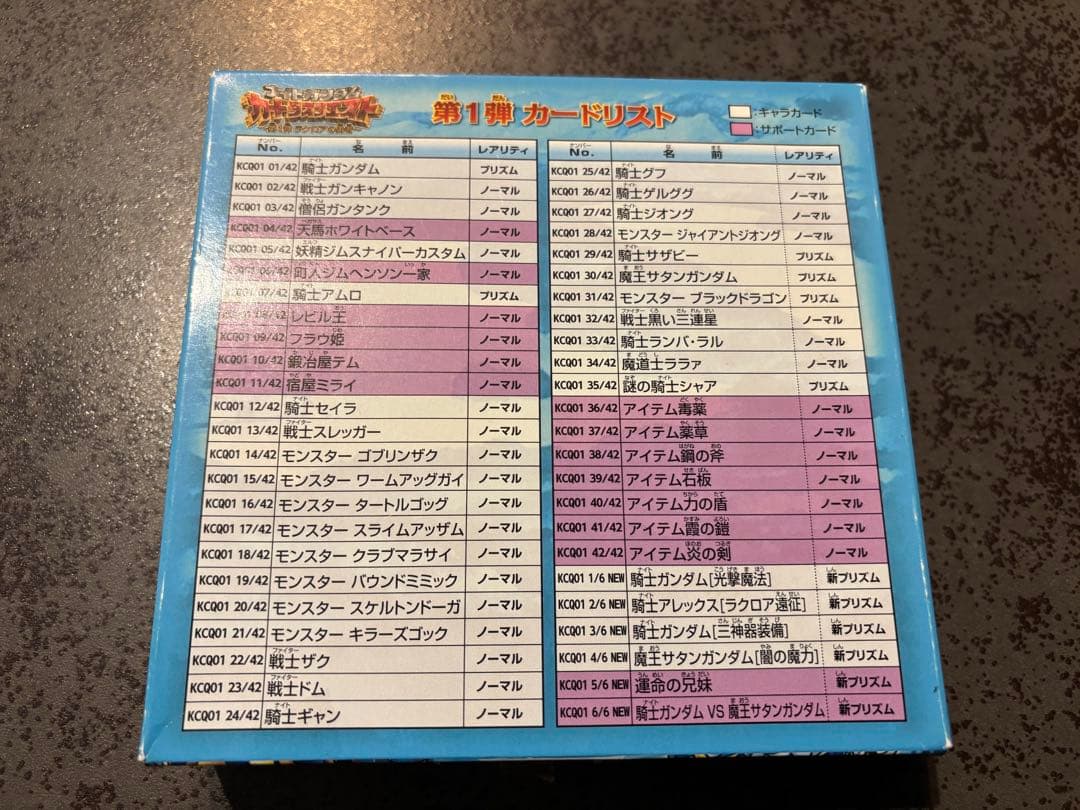 ナイトガンダム
カードダスクエスト
第1弾 ラクロアの勇者
第1弾 カードリスト
:キャラカード
:サポートカード
No. 名前 レアリティ
KCQ01 01/42 騎士ガンダム プリズム
KCQ01 02/42 戦士ガンキャノン ノーマル
KCQ01 03/42 僧侶ガンタンク ノーマル
KCQ01 04/42 天馬ホワイトベース ノーマル
KCQ01 05/42 妖精ジムスナイパーカスタム ノーマル
KCQ01 06/42 町人ジムヘンソン一家 ノーマル
KCQ01 07/42 騎士アムロ プリズム
KCQ01 08/42 レビル王 ノーマル
KCQ01 09/42 フラウ姫 ノーマル
KCQ01 10/42 鍛冶屋テム ノーマル
KCQ01 11/42 宿屋ミライ ノーマル
KCQ01 12/42 騎士セイラ ノーマル
KCQ01 13/42 戦士スレッガー ノーマル
KCQ01 14/42 モンスター ゴブリンザク ノーマル
KCQ01 15/42 モンスター ワームアッグガイ ノーマル
KCQ01 16/42 モンスター タートルゴッグ ノーマル
KCQ01 17/42 モンスター スライムアッザム ノーマル
KCQ01 18/42 モンスター クラブマラサイ ノーマル
KCQ01 19/42 モンスター バウンドミミック ノーマル
KCQ01 20/42 モンスター スケルトンドーガ ノーマル
KCQ01 21/42 モンスター キラーズゴック ノーマル
KCQ01 22/42 戦士ザク ノーマル
KCQ01 23/42 戦士ドム ノーマル
KCQ01 24/42 騎士ギャン ノーマル
No. 名前 レアリティ
KCQ01 25/42 騎士グフ ノーマル
KCQ01 26/42 騎士ゲルググ ノーマル
KCQ01 27/42 騎士ジオング ノーマル
KCQ01 28/42 モンスター ジャイアントジオング ノーマル
KCQ01 29/42 騎士サザビー プリズム
KCQ01 30/42 魔王サタンガンダム プリズム
KCQ01 31/42 モンスター ブラックドラゴン プリズム
KCQ01 32/42 戦士黒い三連星 ノーマル
KCQ01 33/42 騎士ランバ・ラル ノーマル
KCQ01 34/42 魔道士ララァ ノーマル
KCQ01 35/42 謎の騎士シャア プリズム
KCQ01 36/42 アイテム毒薬 ノーマル
KCQ01 37/42 アイテム薬草 ノーマル
KCQ01 38/42 アイテム鋼の斧 ノーマル
KCQ01 39/42 アイテム石板 ノーマル
KCQ01 40/42 アイテム力の盾 ノーマル
KCQ01 41/42 アイテム霞の鎧 ノーマル
KCQ01 42/42 アイテム炎の剣 ノーマル
KCQ01 1/6 NEW 騎士ガンダム[光撃魔法] 新プリズム
KCQ01 2/6 NEW 騎士アレックス[ラクロア遠征] 新プリズム
KCQ01 3/6 NEW 騎士ガンダム[三神器装備] 新プリズム
KCQ01 4/6 NEW 魔王サタンガンダム[闇の魔力] 新プリズム
KCQ01 5/6 NEW 運命の兄妹 新プリズム
KCQ01 6/6 NEW 騎士ガンダム VS 魔王サタンガンダム 新プリズム